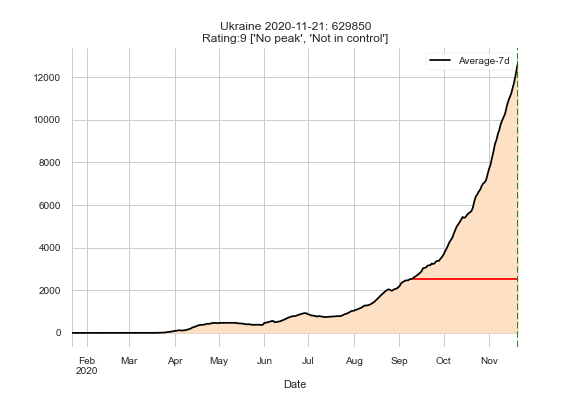 Ukraine 2020-11-21: 629850
Rating:9 ['No peak', 'Not in control']
Average-7d
12000
10000
8000
6000
4000
2000
0
Feb Mar Apr May Jun Jul Aug Sep Oct Nov
2020
Date